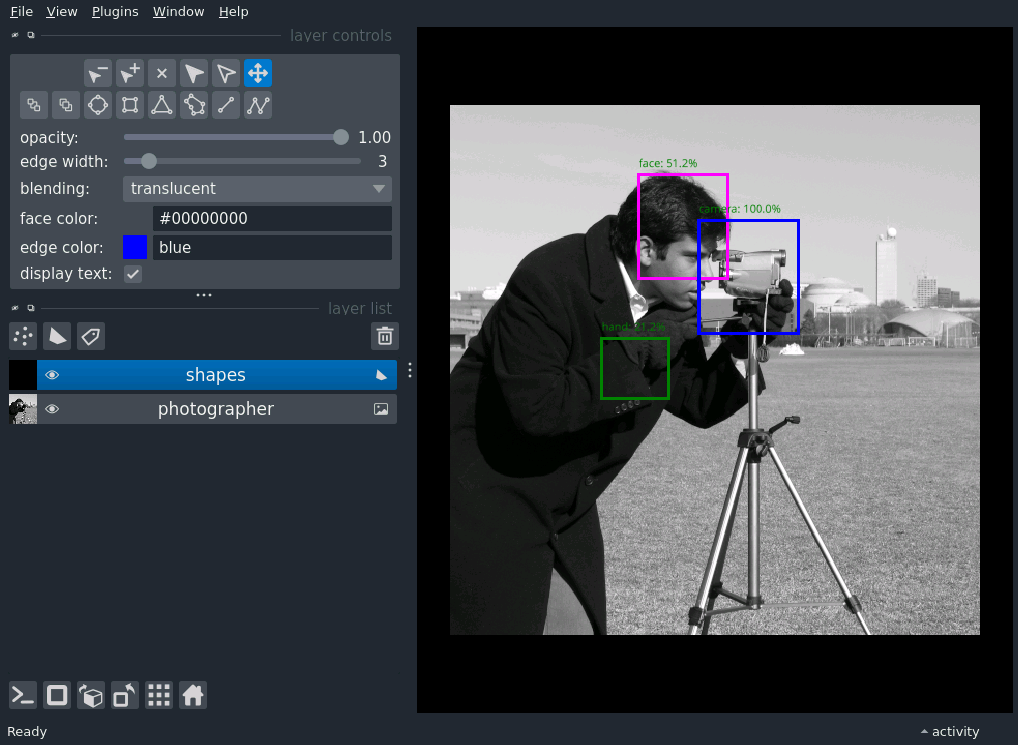 File View Plugins Window Help
layer controls
opacity: 1.00
edge width: 3
blending: translucent
face color: #00000000
edge color: blue
display text:
layer list
shapes
photographer
face: 51.2%
camera: 100.0%
hand: 21.2%
Ready
activity